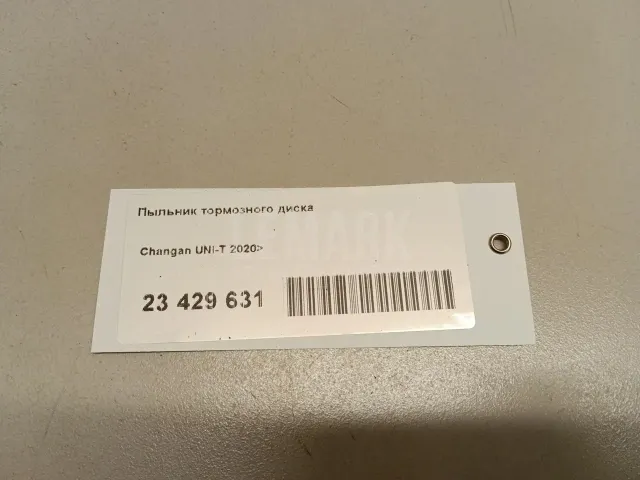 Пыльник тормозного диска
Changan UNI-T 2020>
23 429 631